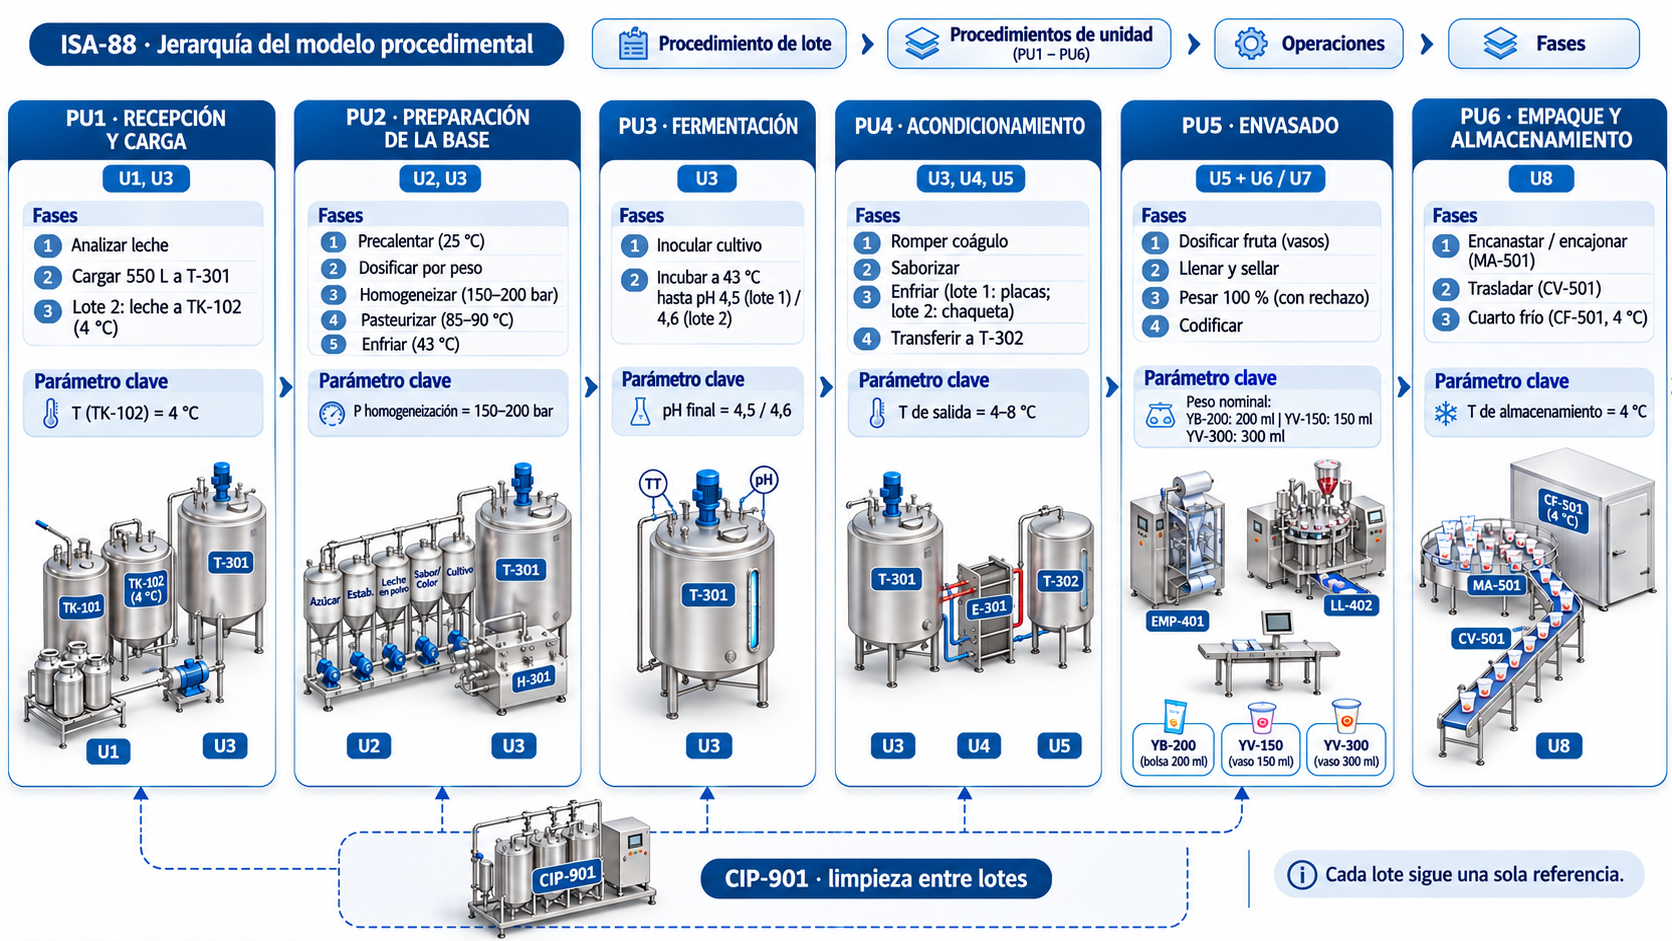 ISA-88 · Jerarquía del modelo procedimental
Procedimiento de lote
Procedimientos de unidad
(PU1 – PU6)
Operaciones
Fases
PU1 · RECEPCIÓN
Y CARGA
U1, U3
Fases
1 Analizar leche
2 Cargar 550 L a T-301
3 Lote 2: leche a TK-102
(4 °C)
Parámetro clave
T (TK-102) = 4 °C
TK-101
TK-102
(4 °C)
T-301
U1
U3
PU2 · PREPARACIÓN
DE LA BASE
U2, U3
Fases
1 Precalentar (25 °C)
2 Dosificar por peso
3 Homogeneizar (150–200 bar)
4 Pasteurizar (85–90 °C)
5 Enfriar (43 °C)
Parámetro clave
P homogeneización = 150–200 bar
Azúcar
Estab.
Leche
en polvo
Sabor/
Color
Cultivo
T-301
H-301
U2
U3
PU3 · FERMENTACIÓN
U3
Fases
1 Inocular cultivo
2 Incubar a 43 °C
hasta pH 4,5 (lote 1) /
4,6 (lote 2)
Parámetro clave
pH final = 4,5 / 4,6
TT
pH
T-301
U3
PU4 · ACONDICIONAMIENTO
U3, U4, U5
Fases
1 Romper coágulo
2 Saborizar
3 Enfriar (lote 1: placas;
lote 2: chaqueta)
4 Transferir a T-302
Parámetro clave
T de salida = 4–8 °C
T-301
E-301
T-302
U3
U4
U5
PU5 · ENVASADO
U5 + U6 / U7
Fases
1 Dosificar fruta (vasos)
2 Llenar y sellar
3 Pesar 100 % (con rechazo)
4 Codificar
Parámetro clave
Peso nominal:
YB-200: 200 ml | YV-150: 150 ml
YV-300: 300 ml
EMP-401
LL-402
YB-200
(bolsa 200 ml)
YV-150
(vaso 150 ml)
YV-300
(vaso 300 ml)
PU6 · EMPAQUE Y
ALMACENAMIENTO
U8
Fases
1 Encanastar / encajonar
(MA-501)
2 Trasladar (CV-501)
3 Cuarto frío (CF-501, 4 °C)
Parámetro clave
T de almacenamiento = 4 °C
CF-501
(4 °C)
MA-501
CV-501
U8
CIP-901
CIP-901 · limpieza entre lotes
Cada lote sigue una sola referencia.